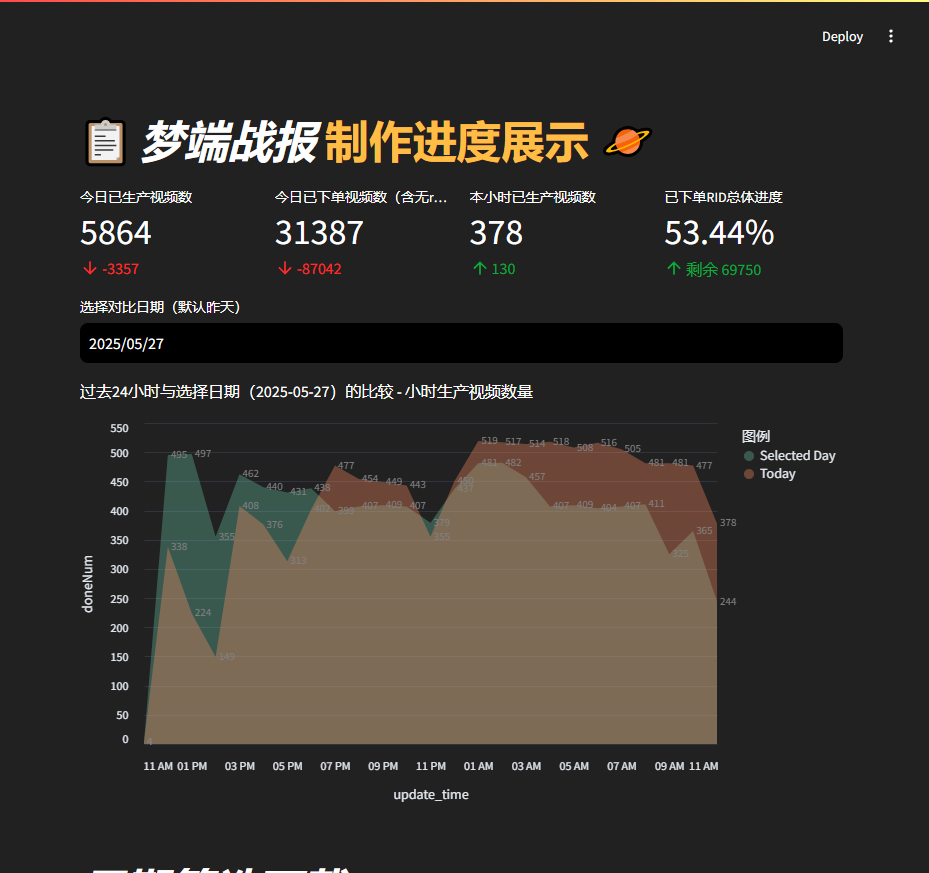 Deploy
梦端战报 制作进度展示
今日已生产视频数
5864
-3357
今日已下单视频数（含无r...
31387
-87042
本小时已生产视频数
378
130
已下单RID总体进度
53.44%
剩余 69750
选择对比日期（默认昨天）
2025/05/27
过去24小时与选择日期（2025-05-27）的比较 - 小时生产视频数量
图例
Selected Day
Today
doneNum
550
500
450
400
350
300
250
200
150
100
50
0
495 497 355 462 440 431 438 399 407 409 407 379 437 481 482 457 407 409 404 407 411 325 365 244
4 338 224 149 408 376 313 402 477 454 449 443 355 519 517 514 518 508 516 505 481 481 477 378
11 AM 01 PM 03 PM 05 PM 07 PM 09 PM 11 PM 01 AM 03 AM 05 AM 07 AM 09 AM 11 AM
update_time